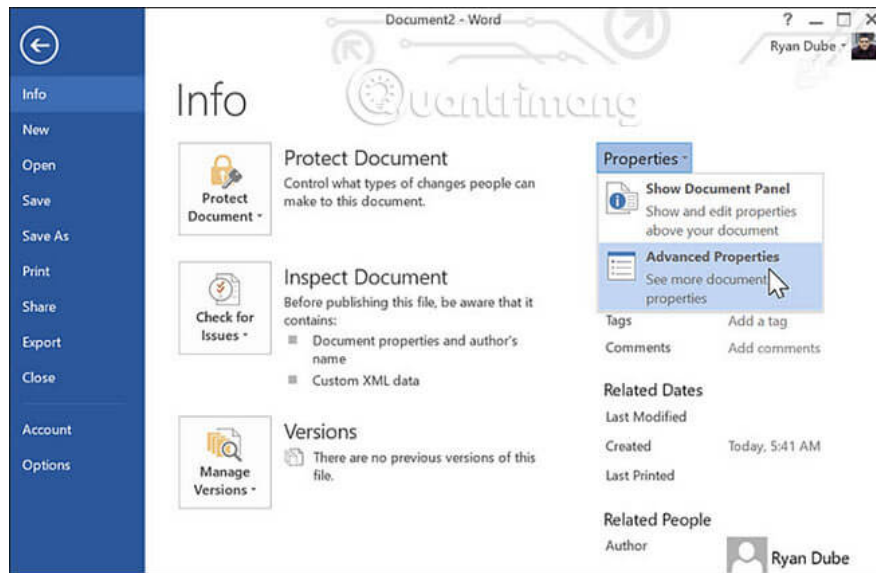 Document2 - Word
?
Ryan Dube
Info
New
Open
Save
Save As
Print
Share
Export
Close
Account
Options
Info
Quantrimang
Protect
Document
Protect Document
Control what types of changes people can
make to this document.
Check for
Issues
Inspect Document
Before publishing this file, be aware that it
contains:
Document properties and author's
name
Custom XML data
Manage
Versions
Versions
There are no previous versions of this
file.
Properties
Show Document Panel
Show and edit properties
above your document
Advanced Properties
See more document
properties
Tags Add a tag
Comments Add comments
Related Dates
Last Modified
Created Today, 5:41 AM
Last Printed
Related People
Author Ryan Dube